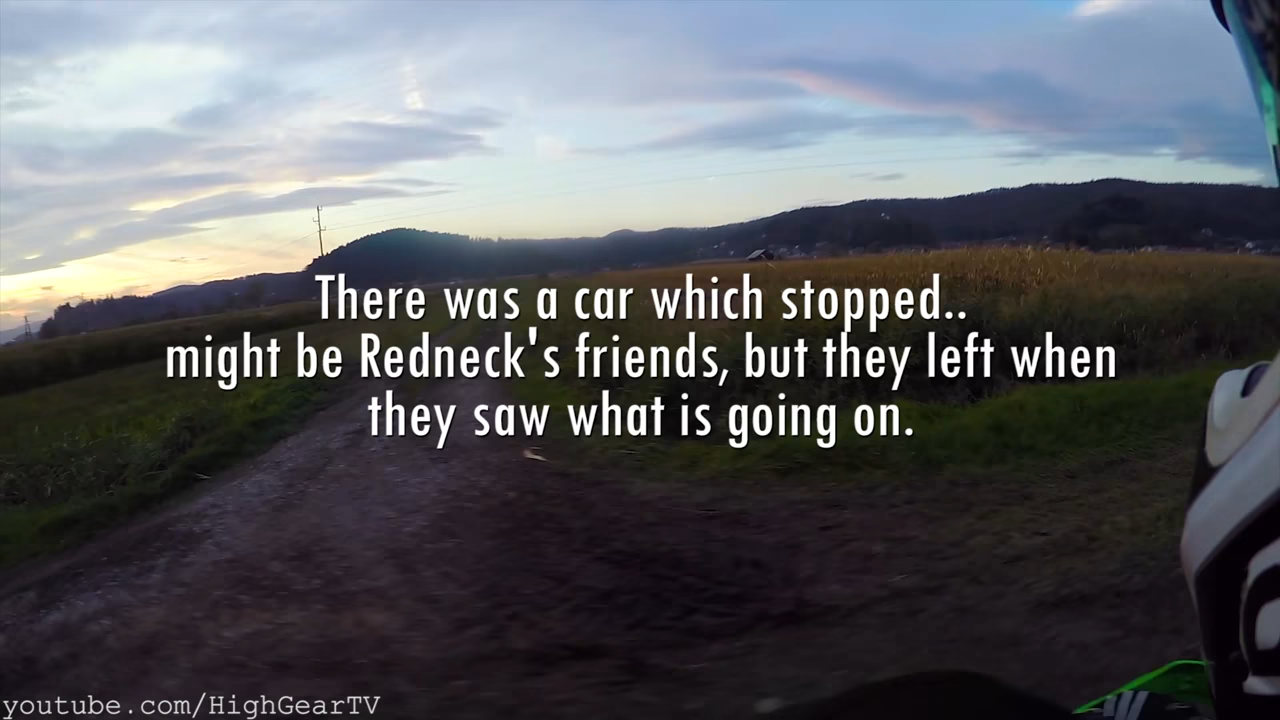 There was a car which stopped..
might be Redneck's friends, but they left when
they saw what is going on.
youtube.com/HighGearTV